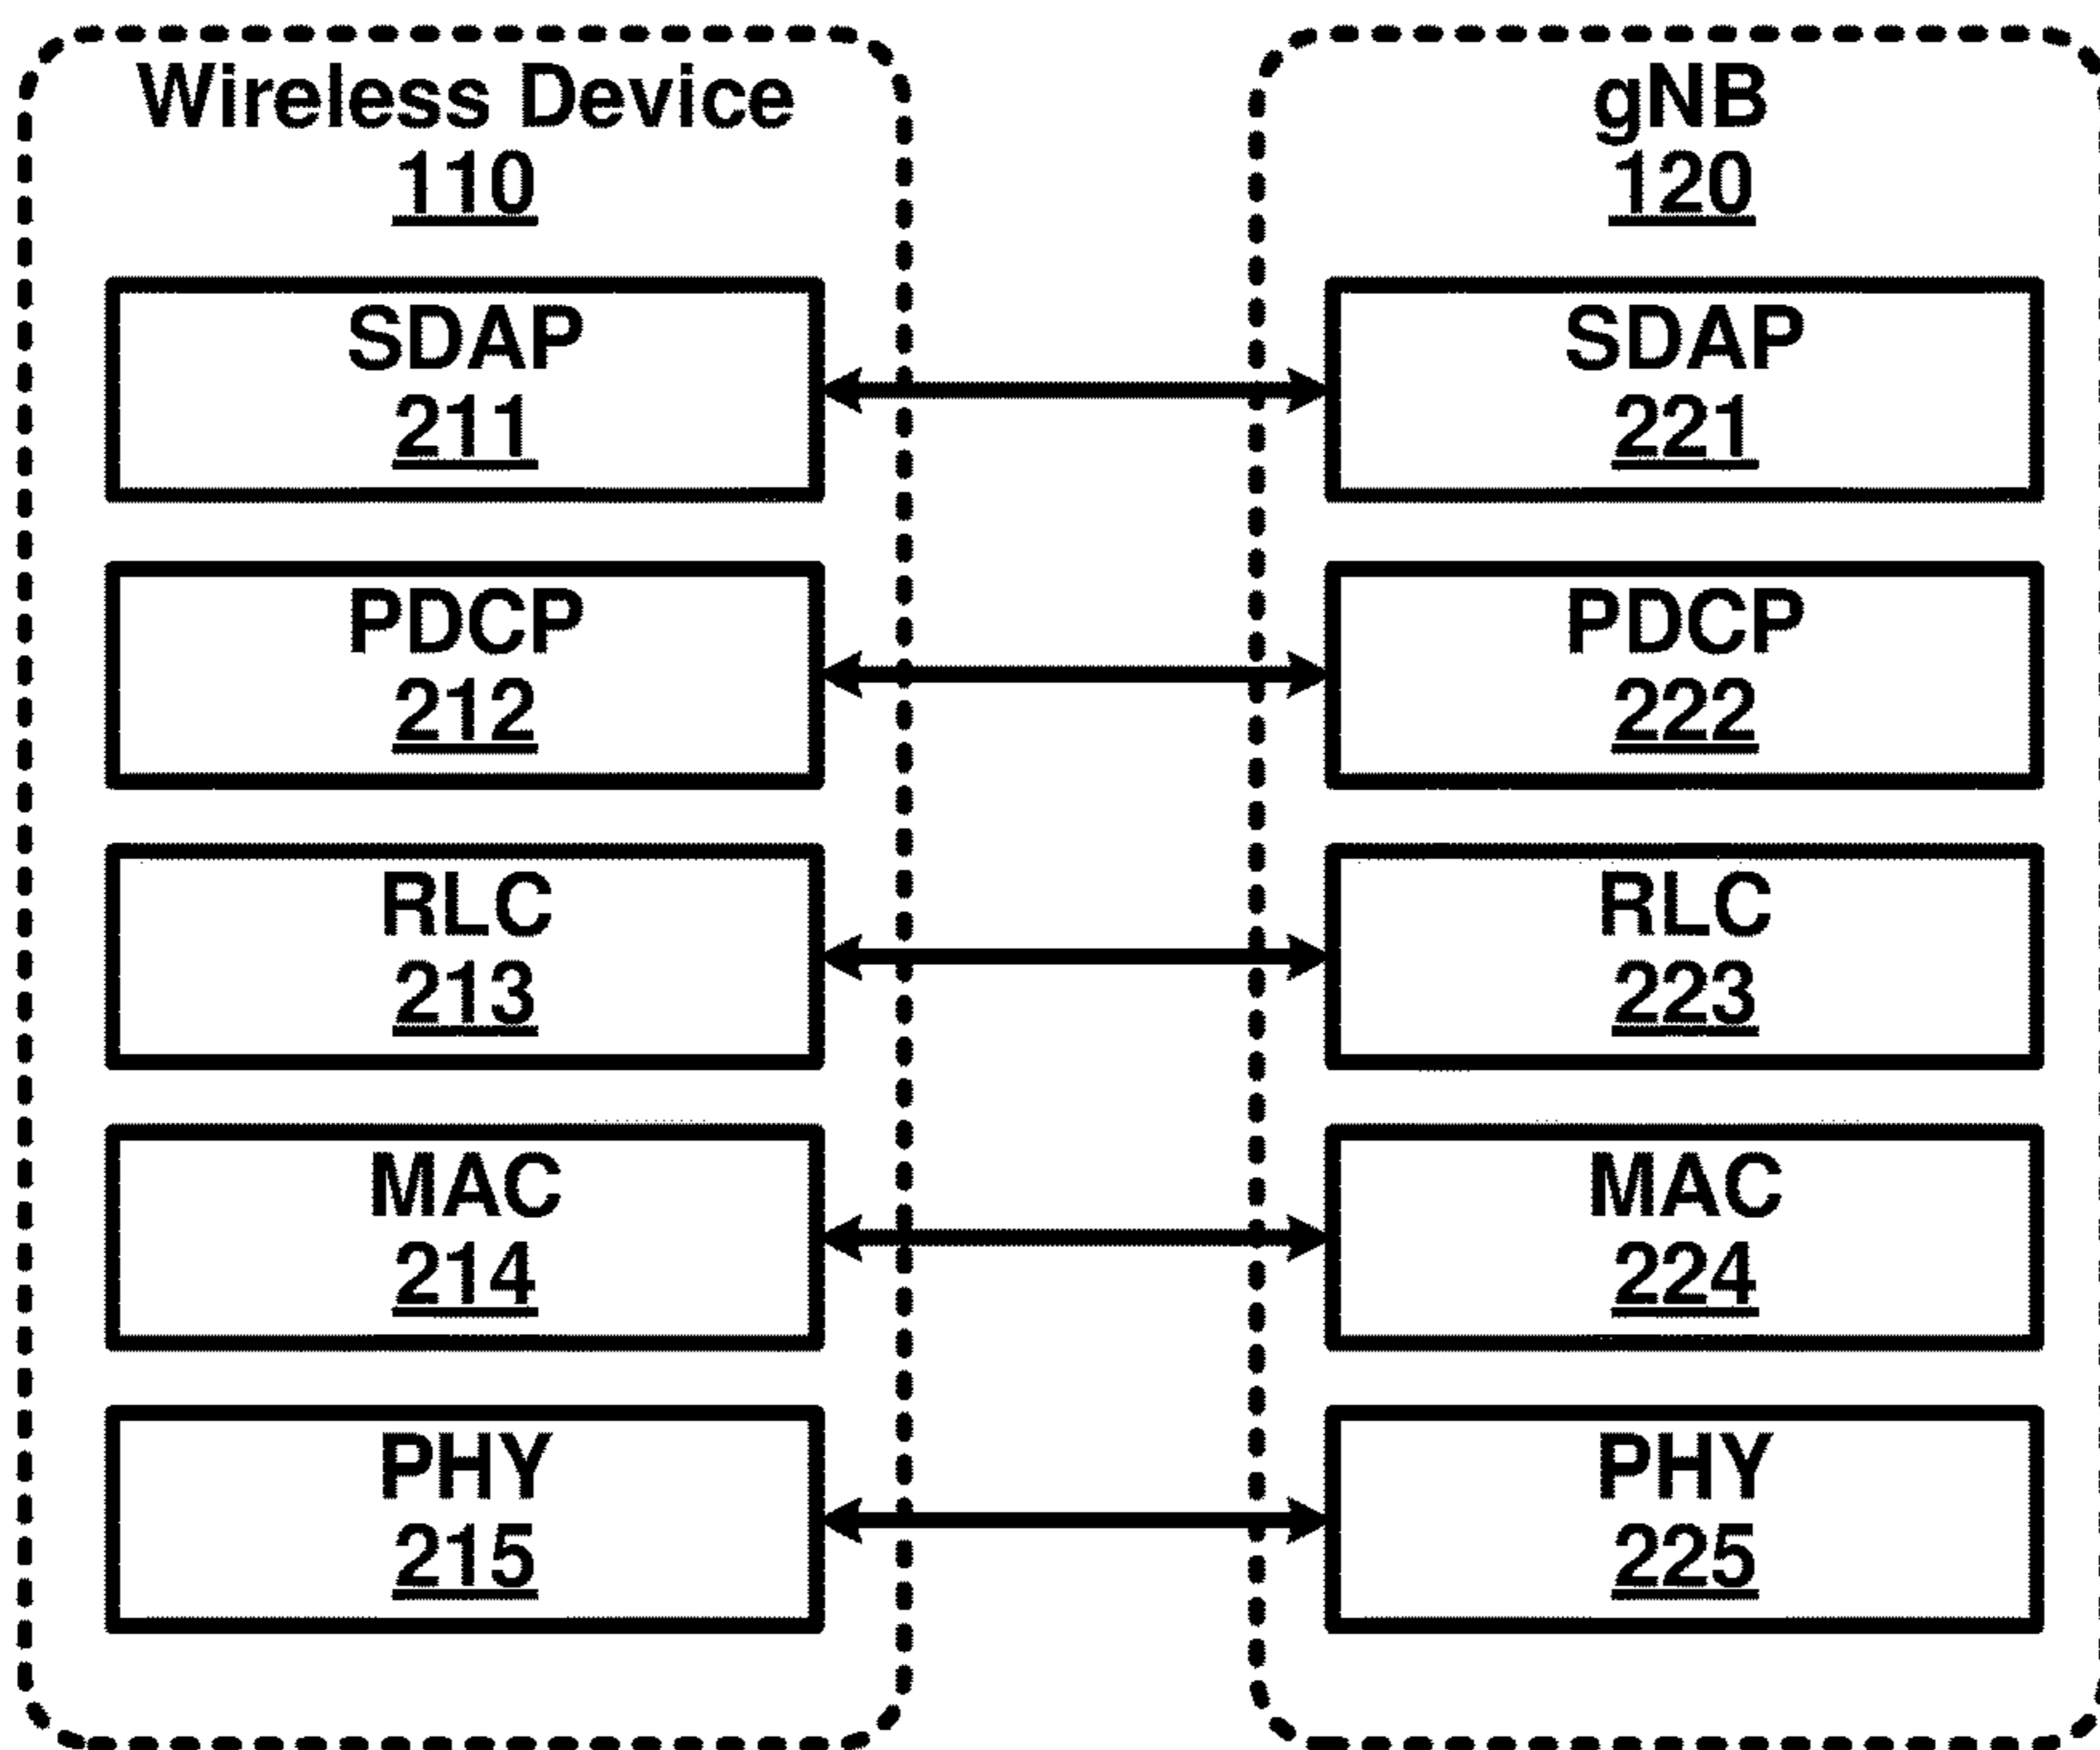 Wireless Device
110
SDAP
211
PDCP
212
RLC
213
MAC
214
PHY
215
gNB
120
SDAP
221
PDCP
222
RLC
223
MAC
224
PHY
225